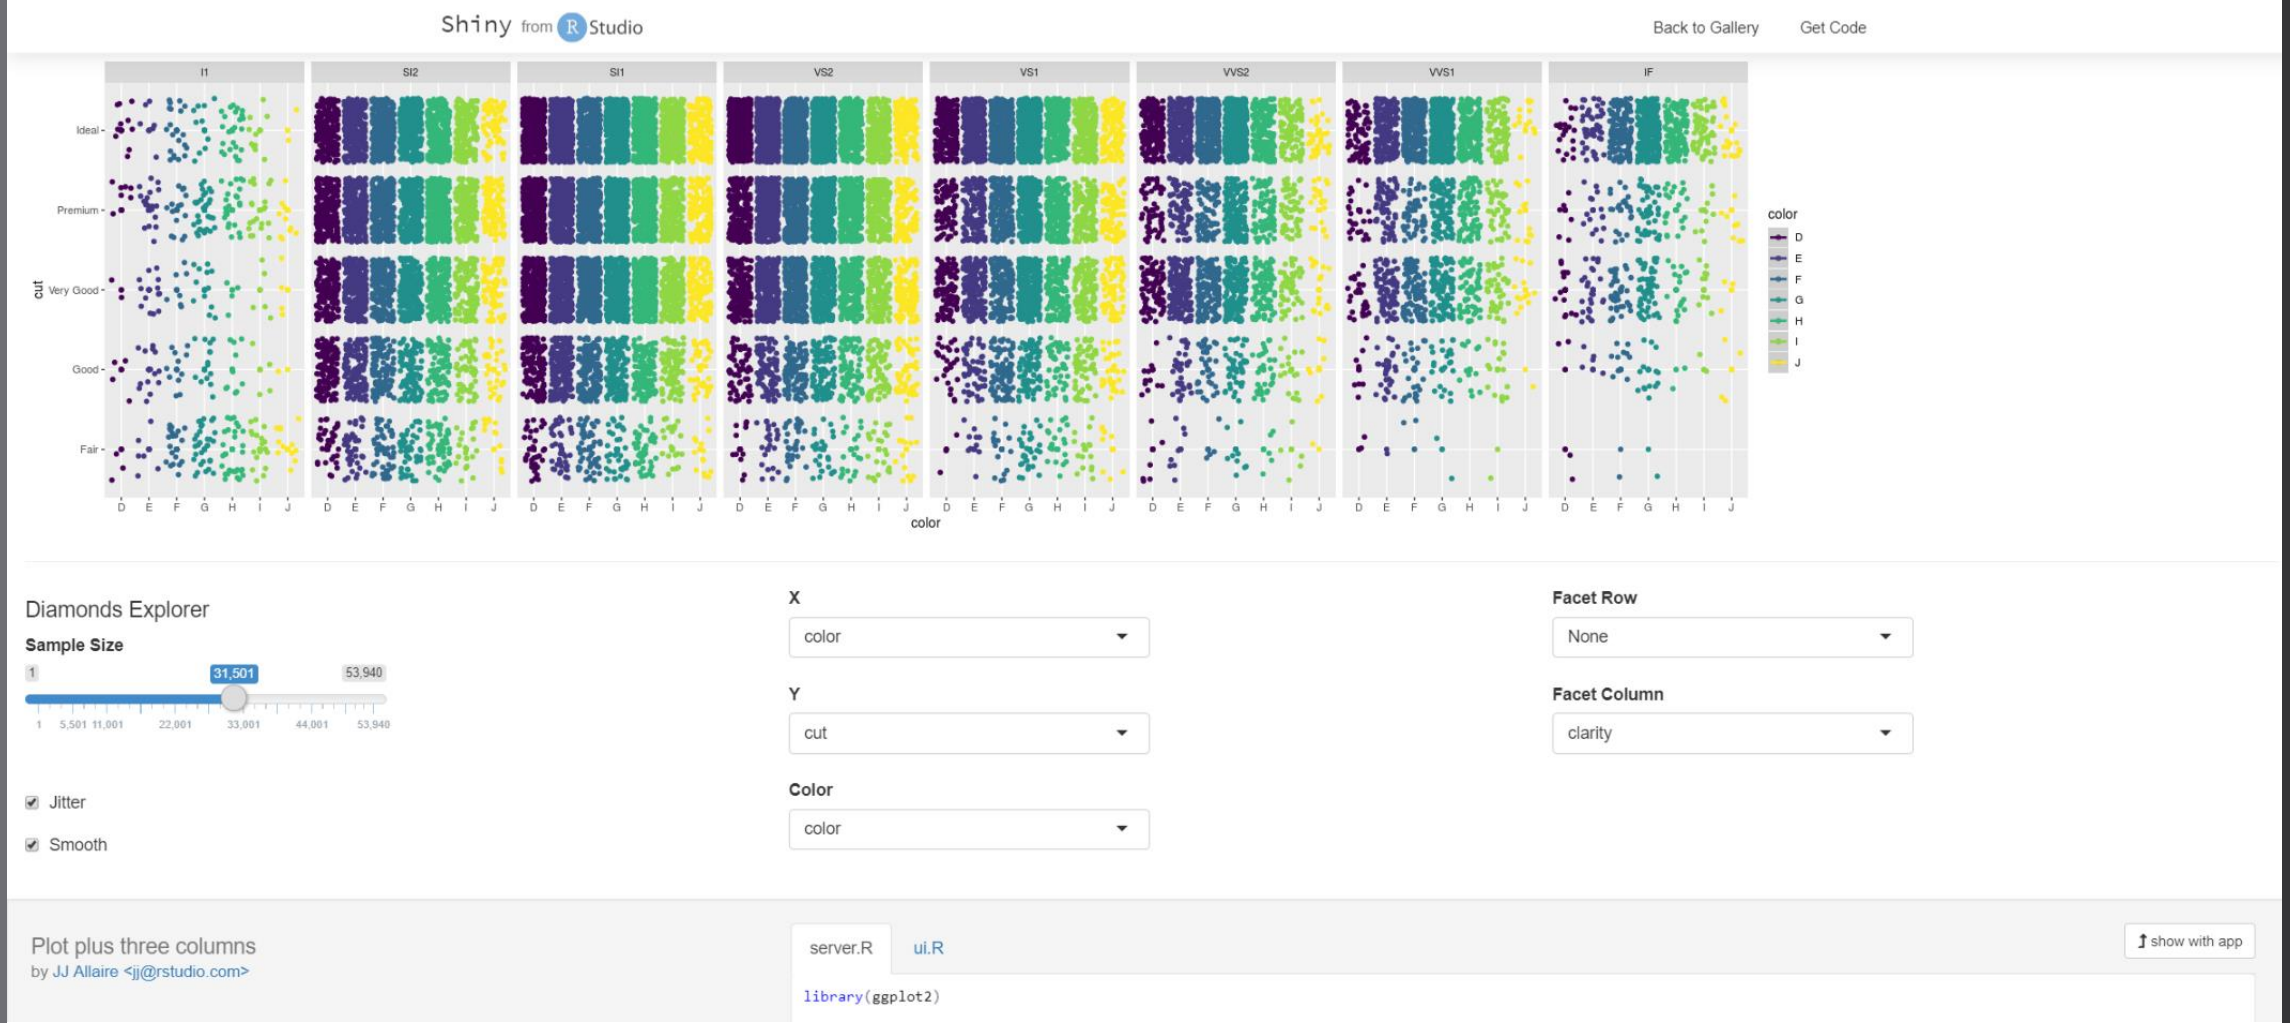 Shiny from R Studio
Back to Gallery Get Code
I1 SI2 SI1 VS2 VS1 VVS2 VVS1 IF
Ideal
Premium
Very Good
Good
Fair
cut
D E F G H I J D E F G H I J D E F G H I J D E F G H I J D E F G H I J D E F G H I J D E F G H I J D E F G H I J
color
color
D
E
F
G
H
I
J
Diamonds Explorer
Sample Size
1 31,501 53,940
1 5,501 11,001 22,001 33,001 44,001 53,940
Jitter
Smooth
X
color
Y
cut
Color
color
Facet Row
None
Facet Column
clarity
Plot plus three columns
by JJ Allaire <jj@rstudio.com>
server.R ui.R
show with app
library(ggplot2)